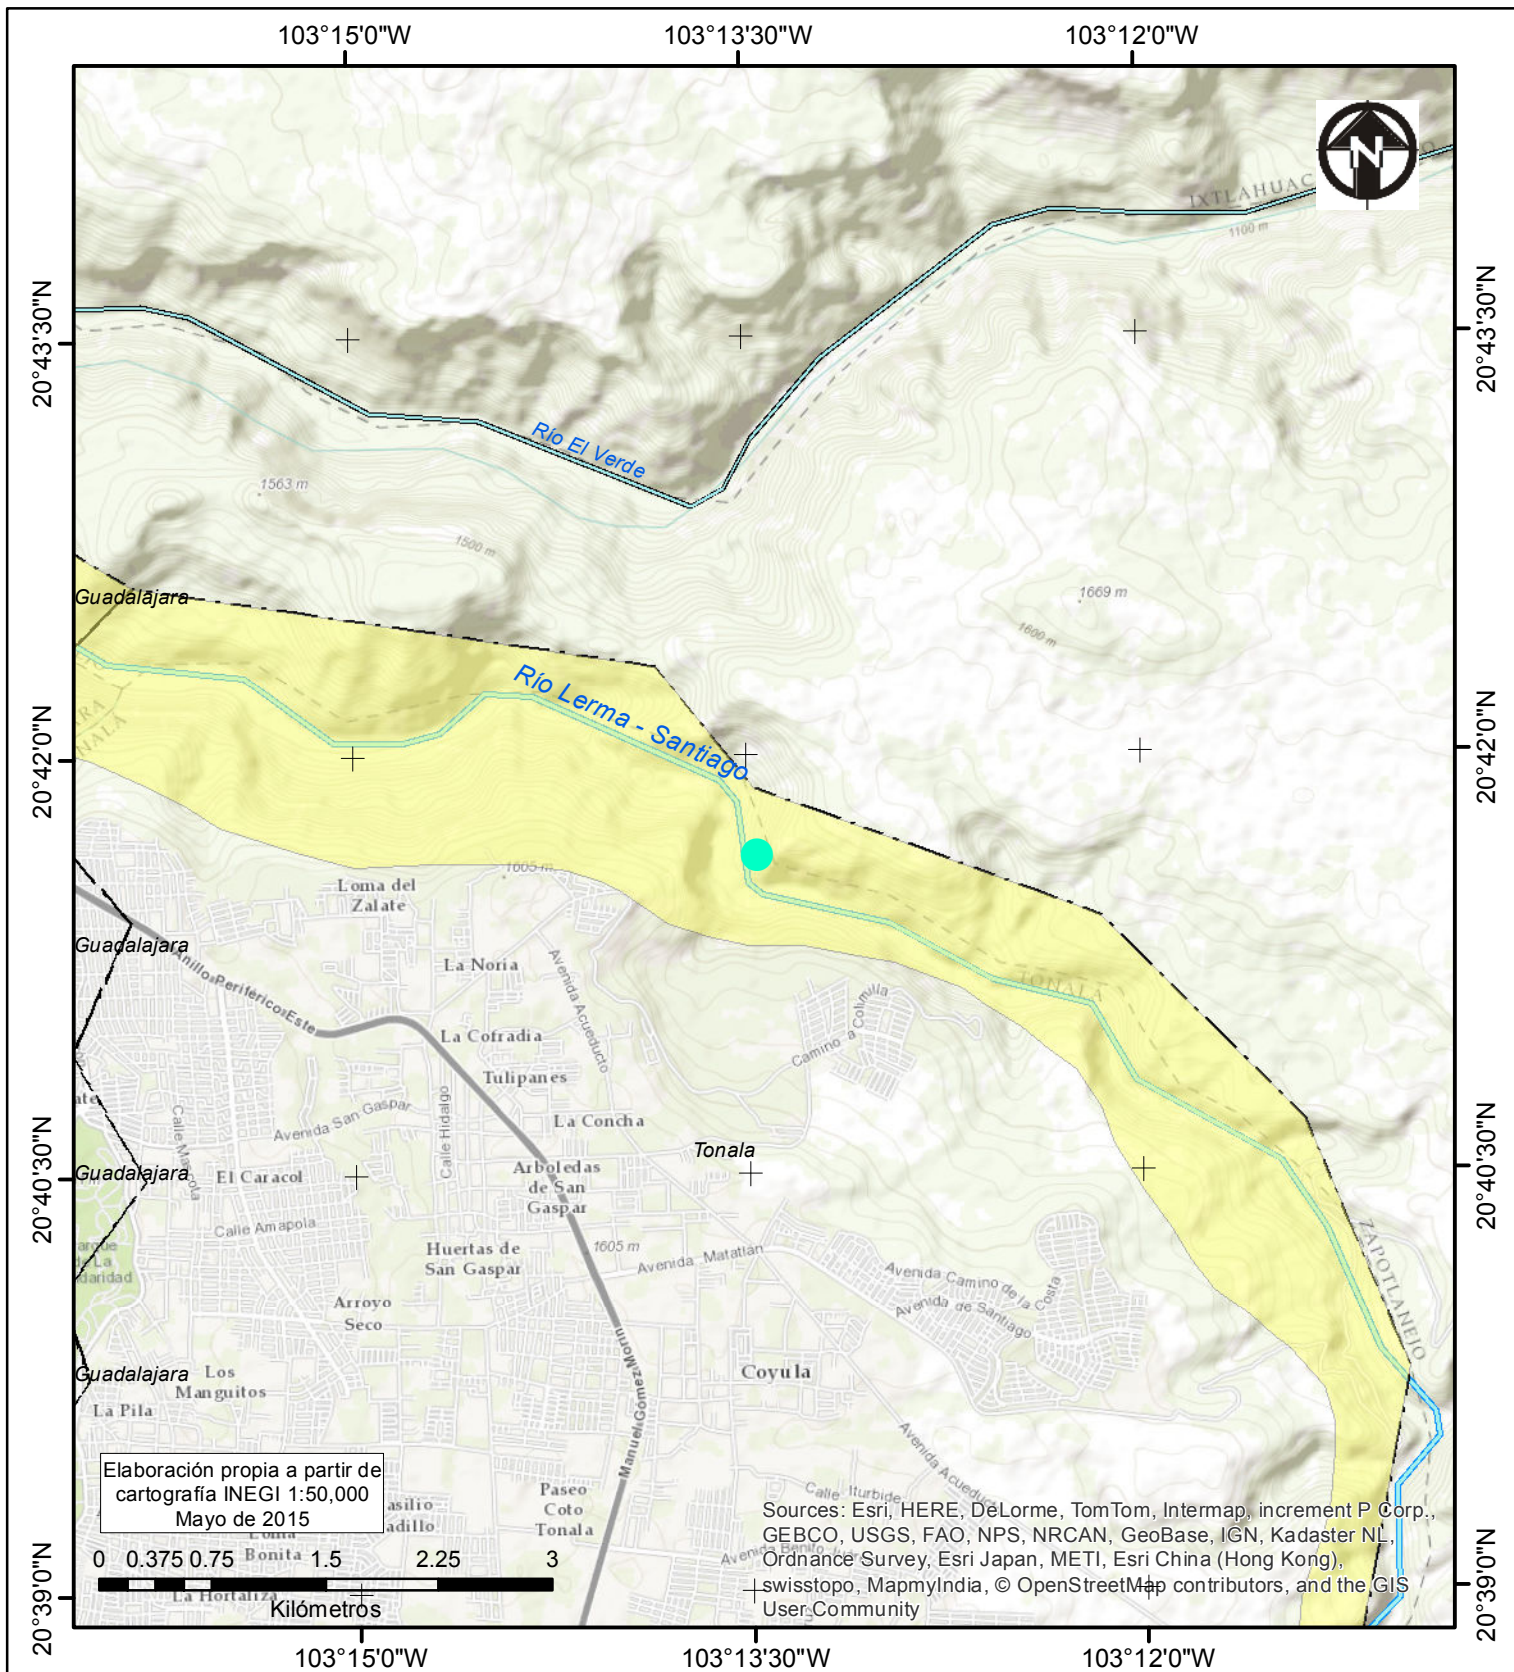 103°15'0"W
103°13'30"W
103°12'0"W
N
IXTLAHUAC
1100 m
20°43'30"N
20°43'30"N
Río El Verde
1563 m
1500 m
1669 m
1600 m
Guadalajara
Río Lerma - Santiago
20°42'0"N
20°42'0"N
1605 m
Loma del
Zalate
Guadalajara
Anillo Periférico Este
La Noria
Avenida Acueducto
TONALÁ
Camino a Colimilla
La Cofradia
Tulipanes
Calle Mascota
Avenida San Gaspar
Calle Hidalgo
La Concha
Tonala
20°40'30"N
20°40'30"N
Guadalajara
El Caracol
Arboledas
de San
Gaspar
Calle Amapola
ZAPOTLANEJO
Huertas de
San Gaspar
1605 m
Avenida Matatlán
Avenida Camino de la Costa
Avenida de Santiago
Arroyo
Seco
Manuel Gómez Morín
Guadalajara
Los
Manguitos
Coyula
La Pila
Avenida Acueducto
Elaboración propia a partir de
cartografía INEGI 1:50,000
Mayo de 2015
Paseo
Coto
Tonala
Calle Iturbide
Bonita
La Hortaliza
0 0.375 0.75 1.5 2.25 3
Kilómetros
Sources: Esri, HERE, DeLorme, TomTom, Intermap, increment P Corp.,
GEBCO, USGS, FAO, NPS, NRCAN, GeoBase, IGN, Kadaster NL,
Ordnance Survey, Esri Japan, METI, Esri China (Hong Kong),
swisstopo, MapmyIndia, © OpenStreetMap contributors, and the GIS
User Community
20°39'0"N
20°39'0"N
103°15'0"W
103°13'30"W
103°12'0"W